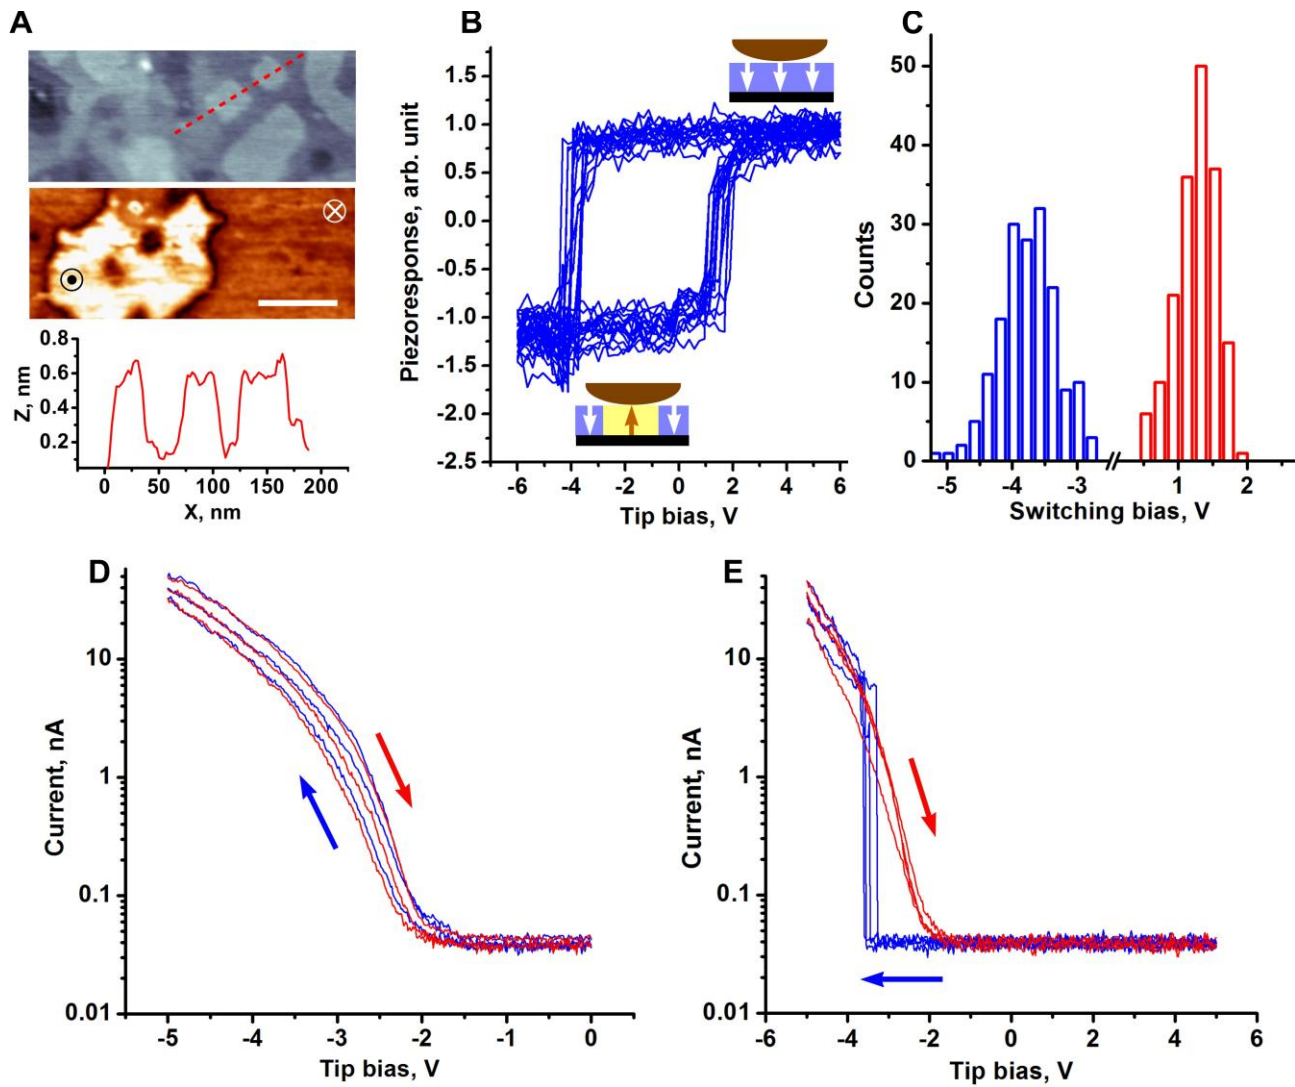 A
Z, nm
0.8
0.6
0.4
0.2
0 50 100 150 200
X, nm
B
Piezoresponse, arb. unit
1.5
1.0
0.5
0.0
-0.5
-1.0
-1.5
-2.0
-2.5
-6 -4 -2 0 2 4 6
Tip bias, V
C
Counts
50
40
30
20
10
0
-5 -4 -3 1 2
Switching bias, V
D
Current, nA
10
1
0.1
0.01
-5 -4 -3 -2 -1 0
Tip bias, V
E
Current, nA
10
1
0.1
0.01
-6 -4 -2 0 2 4 6
Tip bias, V